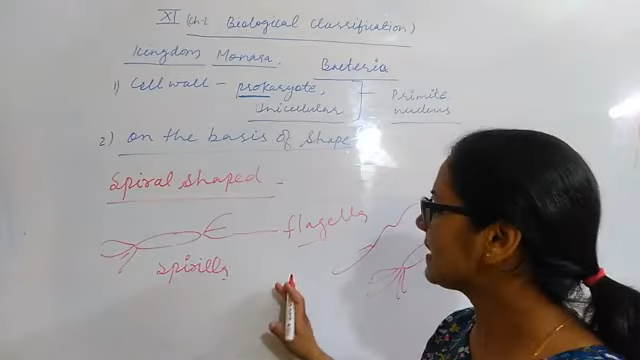 XI (Ch-2 Biological Classification)
Kingdom Monera.
Bacteria
1) Cell wall - prokaryote,
Unicellular
Primite
nucleus
2) on the basis of shape
Spiral shaped -
flagella
Spirilla